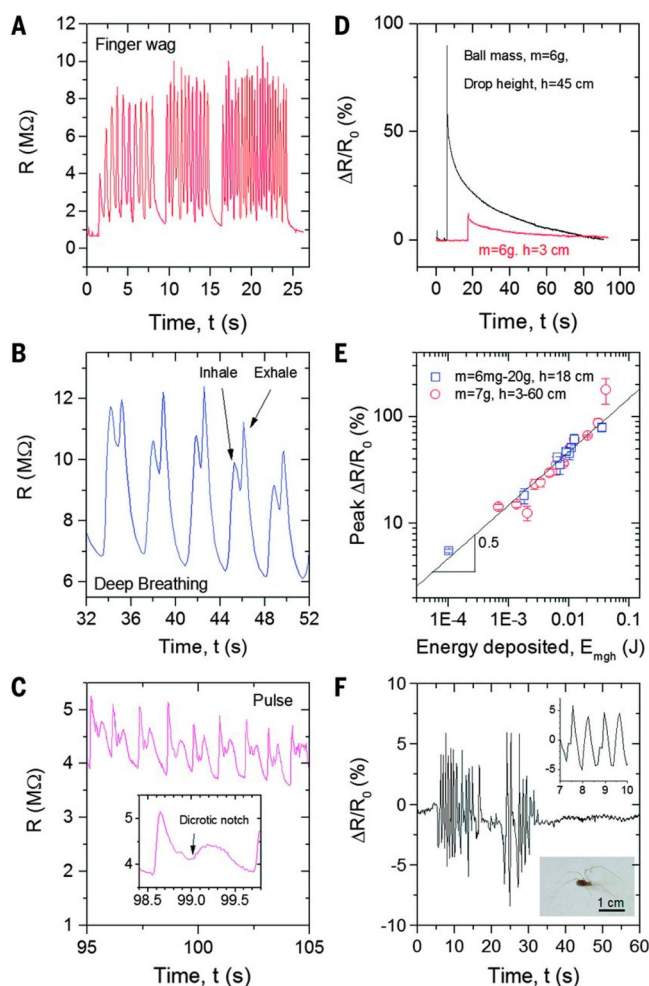 A
Finger wag
12
10
8
6
4
2
0
R (MΩ)
0 5 10 15 20 25
Time, t (s)
B
Inhale
Exhale
12
10
8
6
R (MΩ)
Deep Breathing
32 36 40 44 48 52
Time, t (s)
C
Pulse
5
4
3
2
1
R (MΩ)
Dicrotic notch
5
4
98.5 99.0 99.5
95 100 105
Time, t (s)
D
Ball mass, m=6g,
Drop height, h=45 cm
100
50
0
ΔR/R0 (%)
m=6g. h=3 cm
0 20 40 60 80 100
Time, t (s)
E
m=6mg-20g, h=18 cm
m=7g, h=3-60 cm
100
10
Peak ΔR/R0 (%)
0.5
1E-4 1E-3 0.01 0.1
Energy deposited, Emgh (J)
F
10
5
0
-5
-10
ΔR/R0 (%)
5
0
-5
7 8 9 10
1 cm
0 10 20 30 40 50 60
Time, t (s)